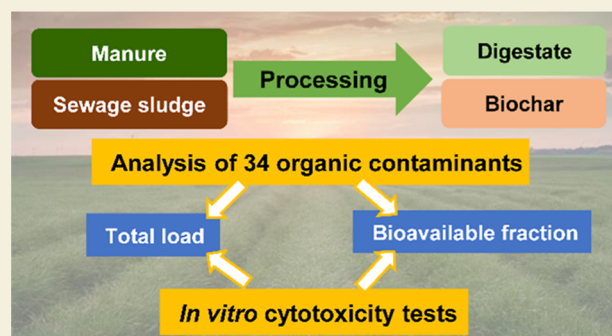 Manure
Digestate
Processing
Sewage sludge
Biochar
Analysis of 34 organic contaminants
Total load
Bioavailable fraction
In vitro cytotoxicity tests